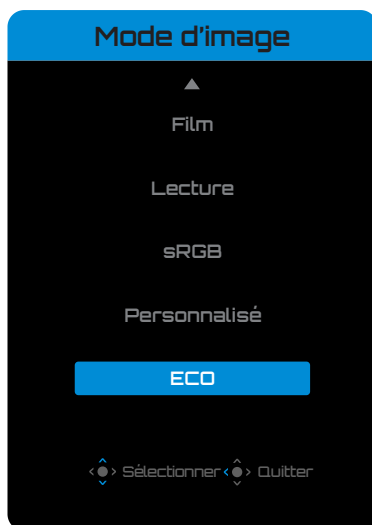 Mode d'image
Film
Lecture
sRGB
Personnalisé
ECO
Sélectionner Quitter